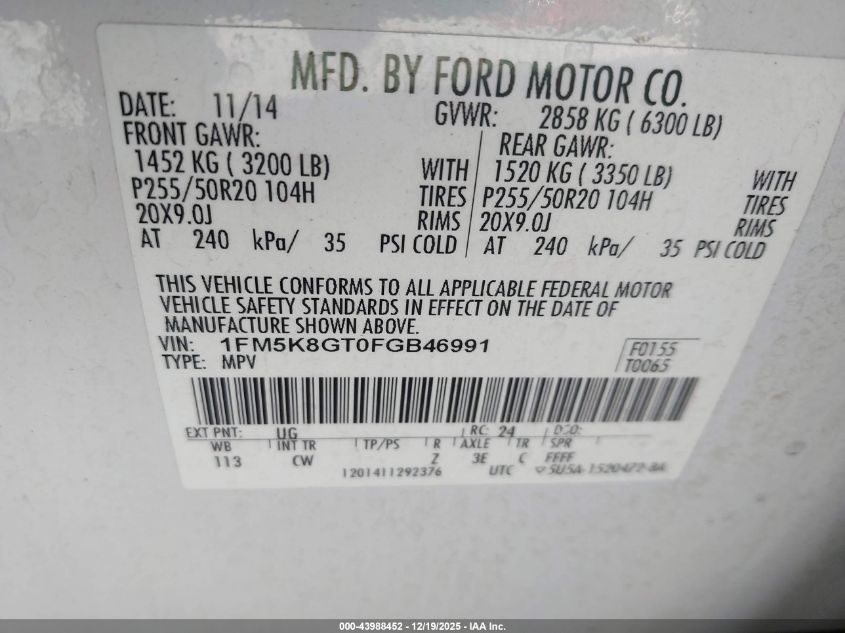 MFD. BY FORD MOTOR CO.
DATE: 11/14 GVWR: 2858 KG ( 6300 LB)
FRONT GAWR: REAR GAWR:
1452 KG ( 3200 LB) WITH 1520 KG ( 3350 LB) WITH
P255/50R20 104H TIRES P255/50R20 104H TIRES
20X9.0J RIMS 20X9.0J RIMS
AT 240 kPa/ 35 PSI COLD AT 240 kPa/ 35 PSI COLD
THIS VEHICLE CONFORMS TO ALL APPLICABLE FEDERAL MOTOR
VEHICLE SAFETY STANDARDS IN EFFECT ON THE DATE OF
MANUFACTURE SHOWN ABOVE.
VIN: 1FM5K8GT0FGB46991 F0155
TYPE: MPV T0065
EXT PNT: UG RC: 24 DSO:
WB INT TR TP/PS R AXLE TR SPR
113 CW Z 3E C FFFF
1201411292376 UTC
000-43988452 - 12/19/2025 - IAA Inc.